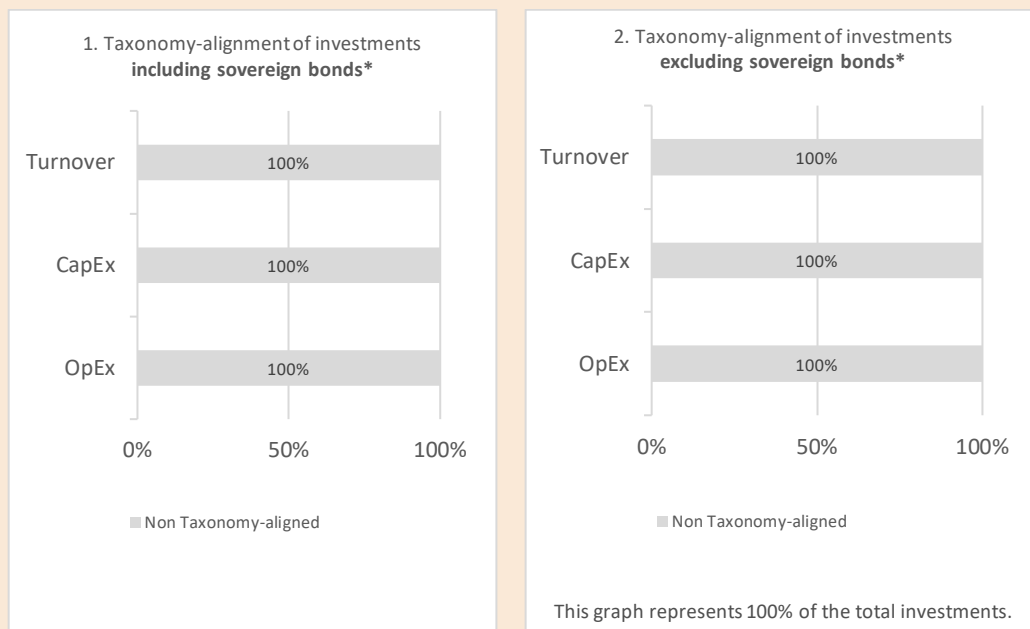 1. Taxonomy-alignment of investments
including sovereign bonds*
Turnover
100%
CapEx
100%
OpEx
100%
0% 50% 100%
Non Taxonomy-aligned
2. Taxonomy-alignment of investments
excluding sovereign bonds*
Turnover
100%
CapEx
100%
OpEx
100%
0% 50% 100%
Non Taxonomy-aligned
This graph represents 100% of the total investments.